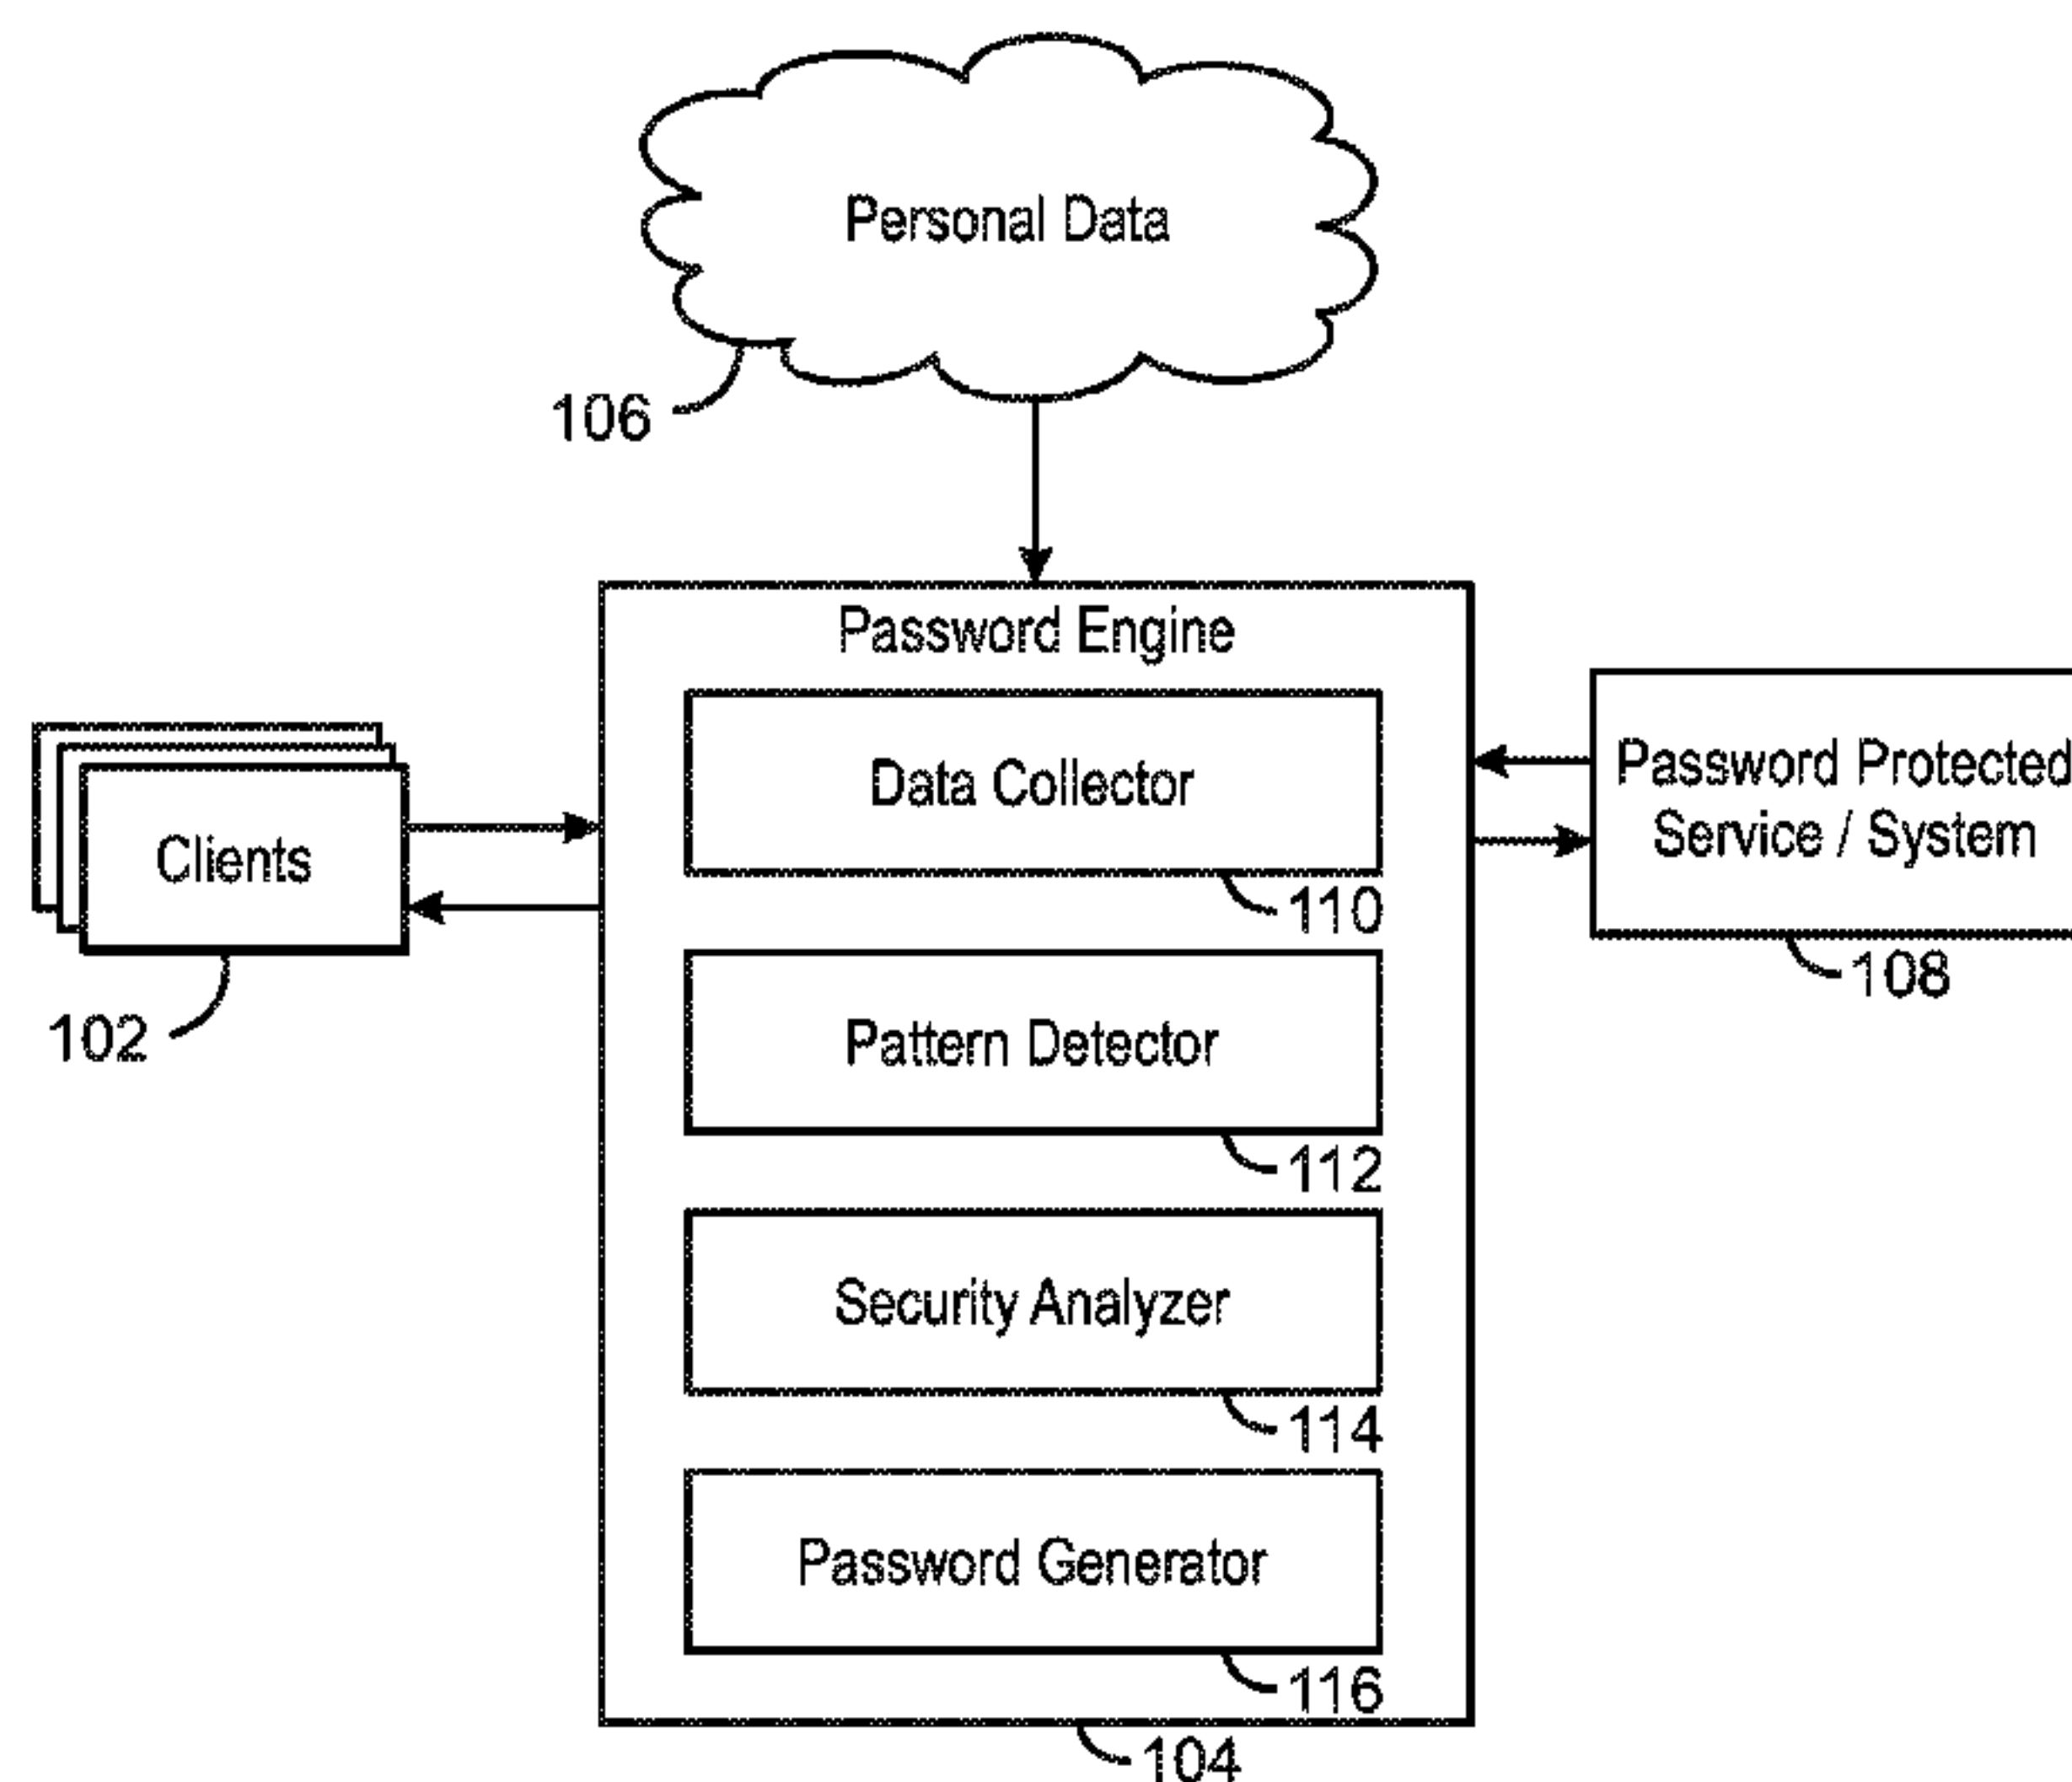 Personal Data
106
Password Engine
Data Collector
110
Password Protected
Service / System
108
Clients
102
Pattern Detector
112
Security Analyzer
114
Password Generator
116
104